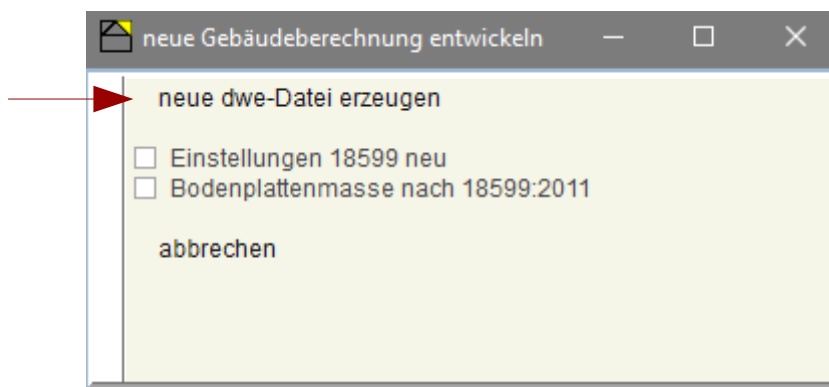 neue Gebäudeberechnung entwickeln
neue dwe-Datei erzeugen
Einstellungen 18599 neu
Bodenplattenmasse nach 18599:2011
abbrechen